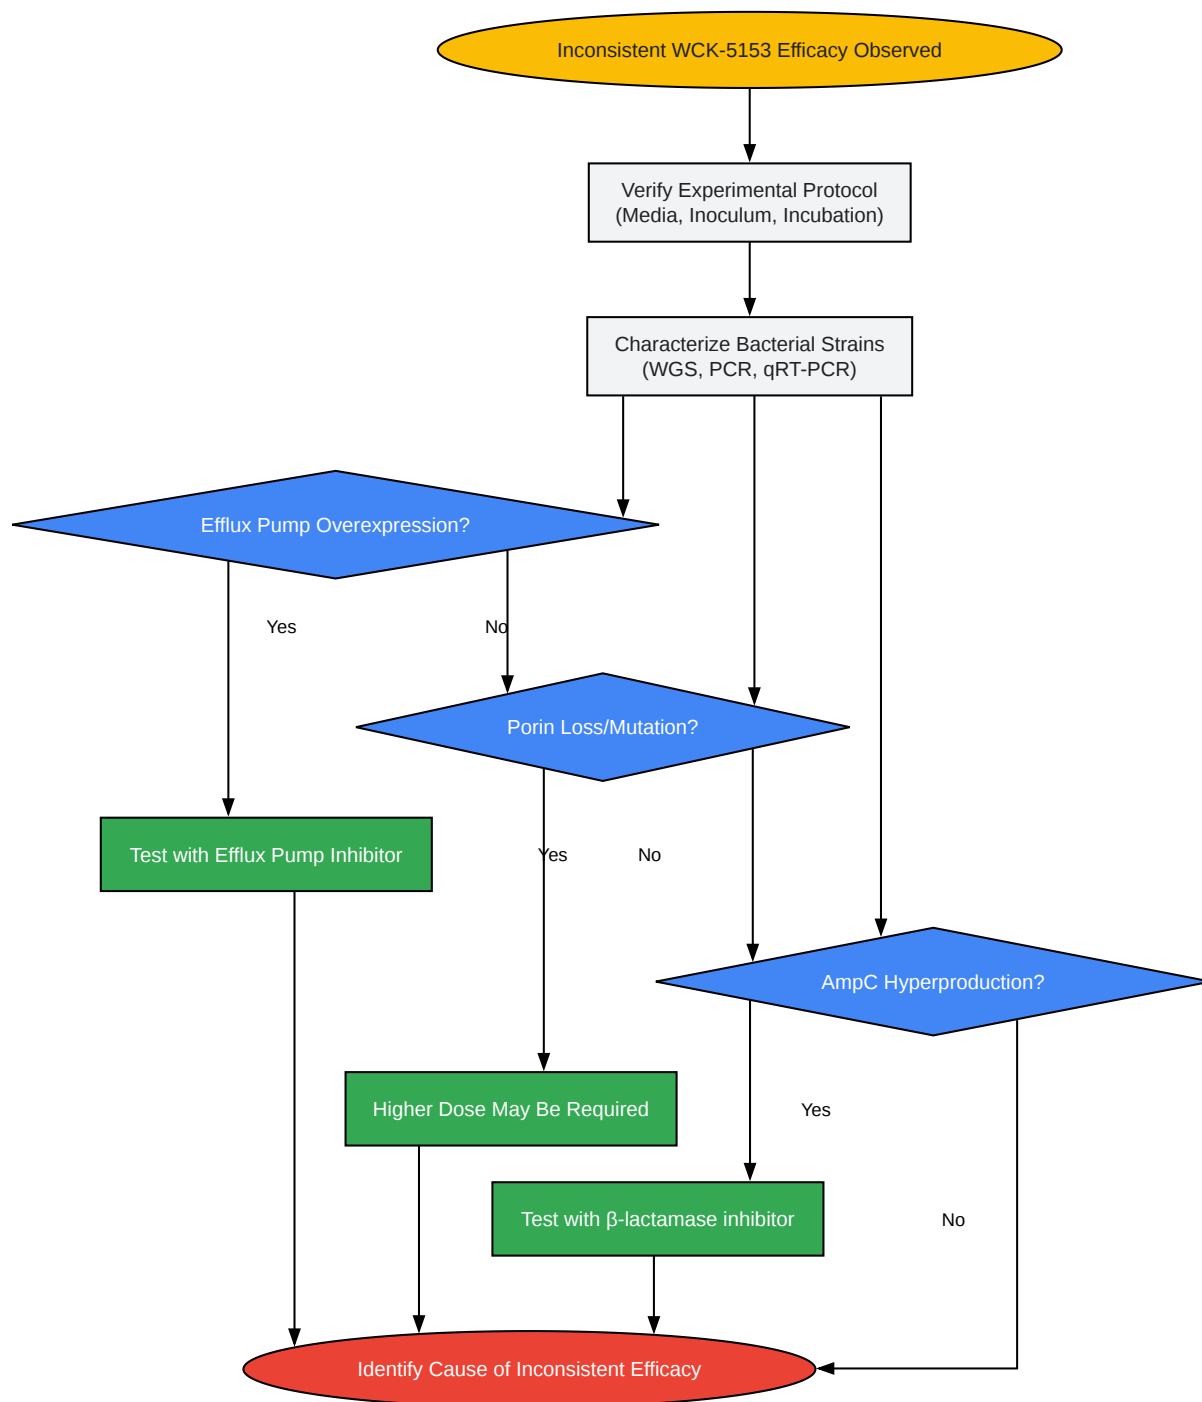 Inconsistent WCK-5153 Efficacy Observed
Verify Experimental Protocol
(Media, Inoculum, Incubation)
Characterize Bacterial Strains
(WGS, PCR, qRT-PCR)
Efflux Pump Overexpression?
Yes
No
Porin Loss/Mutation?
Test with Efflux Pump Inhibitor
Yes
No
AmpC Hyperproduction?
Higher Dose May Be Required
Yes
Test with β-lactamase inhibitor
No
Identify Cause of Inconsistent Efficacy